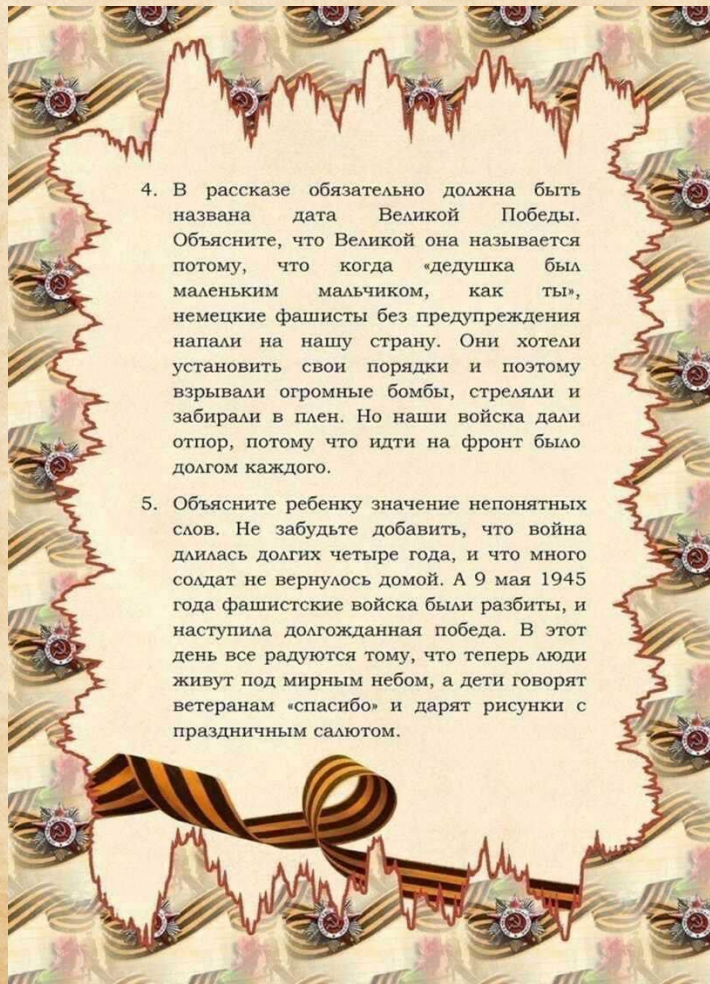 4. В рассказе обязательно должна быть
названа дата Великой Победы.
Объясните, что Великой она называется
потому, что когда «дедушка был
маленьким мальчиком, как ты»,
немецкие фашисты без предупреждения
напали на нашу страну. Они хотели
установить свои порядки и поэтому
взрывали огромные бомбы, стреляли и
забирали в плен. Но наши войска дали
отпор, потому что идти на фронт было
долгом каждого.
5. Объясните ребенку значение непонятных
слов. Не забудьте добавить, что война
длилась долгих четыре года, и что много
солдат не вернулось домой. А 9 мая 1945
года фашистские войска были разбиты, и
наступила долгожданная победа. В этот
день все радуются тому, что теперь люди
живут под мирным небом, а дети говорят
ветеранам «спасибо» и дарят рисунки с
праздничным салютом.